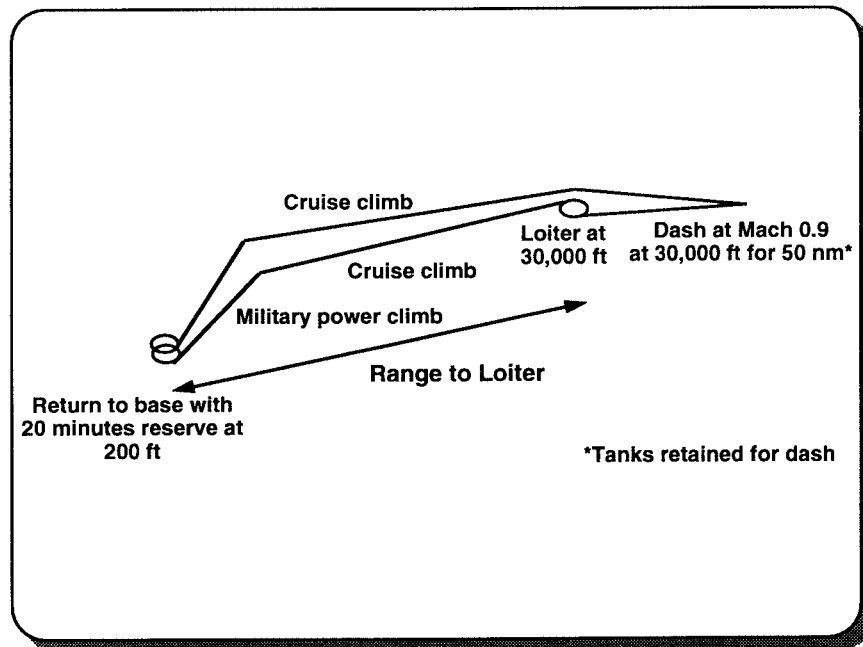 Cruise climb
Loiter at
30,000 ft
Dash at Mach 0.9
at 30,000 ft for 50 nm*
Cruise climb
Military power climb
Range to Loiter
Return to base with
20 minutes reserve at
200 ft
*Tanks retained for dash